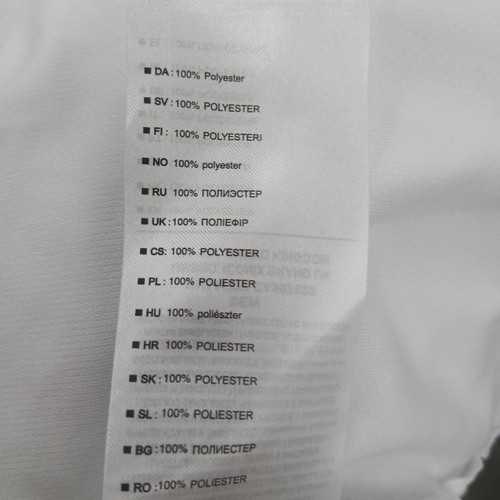 ■ DA: 100% Polyester
■ SV: 100% POLYESTER
■ FI: 100% POLYESTERI
■ NO 100% polyester
■ RU 100% ПОЛИЭСТЕР
■ UK: 100% ПОЛІЕФІР
■ CS: 100% POLYESTER
■ PL: 100% POLIESTER
■ HU 100% poliészter
■ HR 100% POLIESTER
■ SK: 100% POLYESTER
■ SL: 100% POLIESTER
■ BG: 100% ПОЛИЕСТЕР
■ RO: 100% POLIESTER